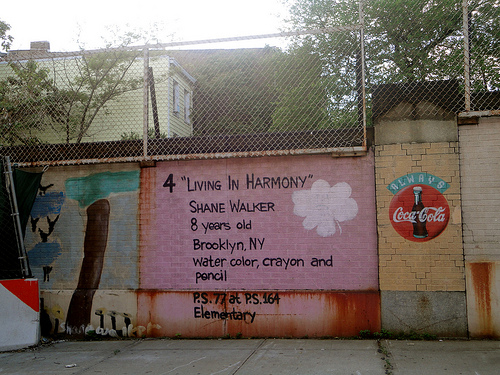 4 "LIVING IN HARMONY"
SHANE WALKER
8 years old
Brooklyn, NY
water color, crayon and
pencil
P.S. 77 at P.S. 164
Elementary
ALWAYS
Coca-Cola